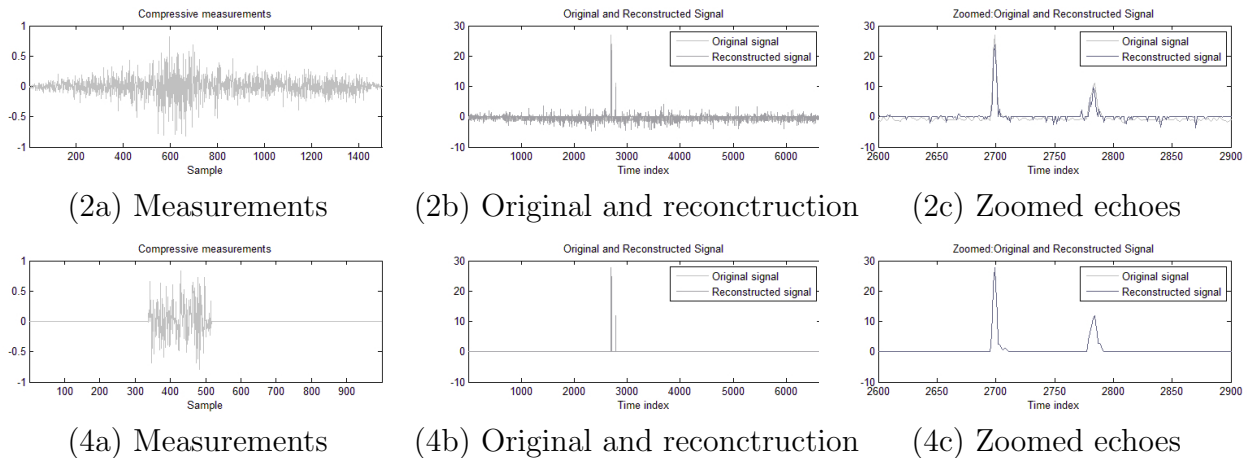 Compressive measurements
1
0.5
0
-0.5
-1
200 400 600 800 1000 1200 1400
Sample
(2a) Measurements
Original and Reconstructed Signal
30
20
10
0
-10
1000 2000 3000 4000 5000 6000
Time index
Original signal
Reconstructed signal
(2b) Original and reconctruction
Zoomed:Original and Reconstructed Signal
30
20
10
0
-10
2600 2650 2700 2750 2800 2850 2900
Time index
Original signal
Reconstructed signal
(2c) Zoomed echoes
Compressive measurements
1
0.5
0
-0.5
-1
100 200 300 400 500 600 700 800 900
Sample
(4a) Measurements
Original and Reconstructed Signal
30
20
10
0
-10
0 1000 2000 3000 4000 5000 6000
Time index
Original signal
Reconstructed signal
(4b) Original and reconctruction
Zoomed:Original and Reconstructed Signal
30
20
10
0
-10
2600 2650 2700 2750 2800 2850 2900
Time index
Original signal
Reconstructed signal
(4c) Zoomed echoes